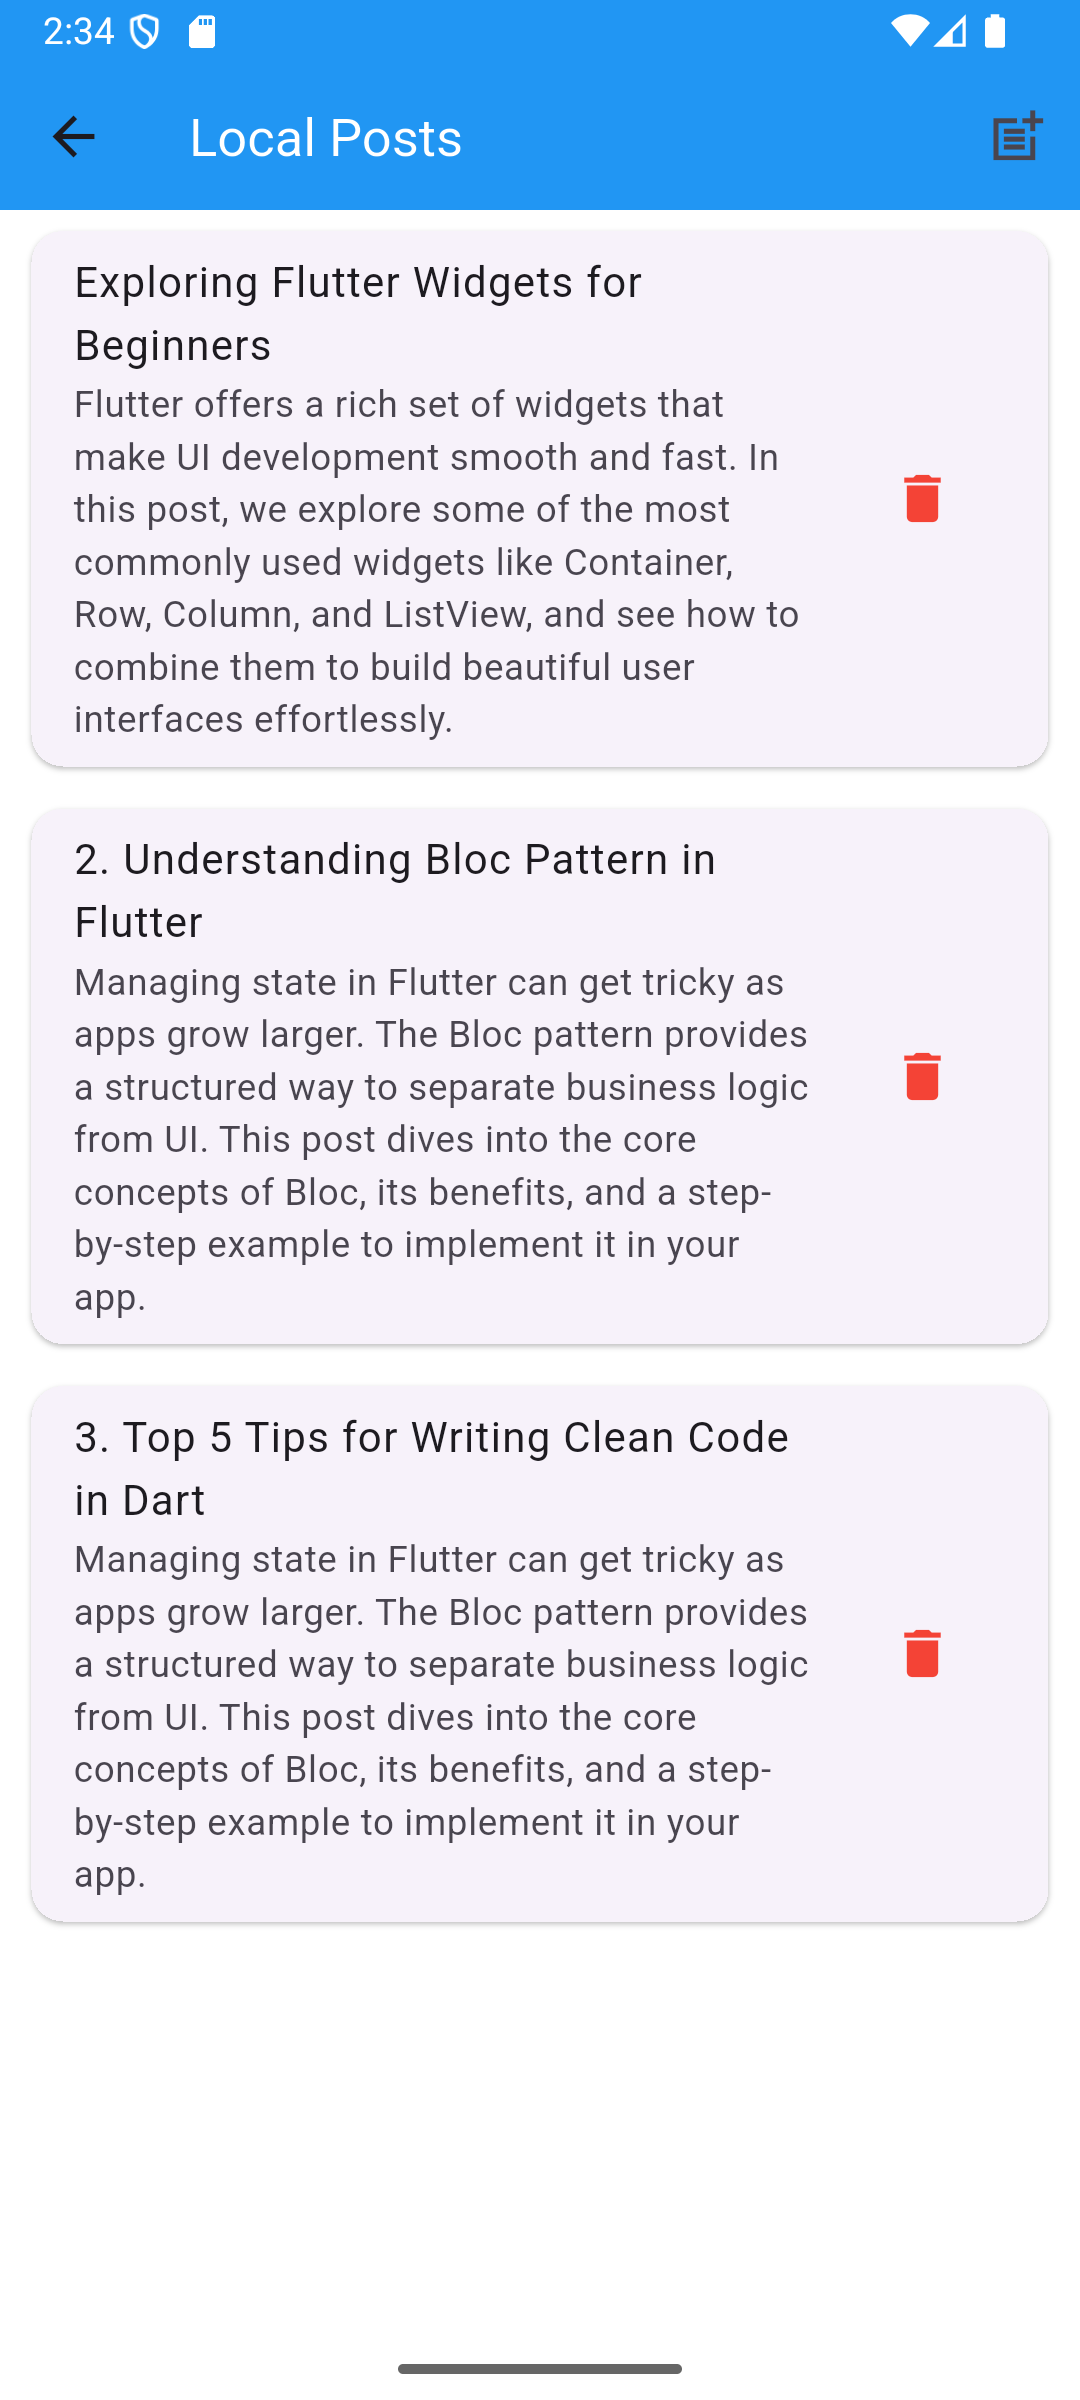 2:34
Local Posts
Exploring Flutter Widgets for
Beginners
Flutter offers a rich set of widgets that
make UI development smooth and fast. In
this post, we explore some of the most
commonly used widgets like Container,
Row, Column, and ListView, and see how to
combine them to build beautiful user
interfaces effortlessly.
2. Understanding Bloc Pattern in
Flutter
Managing state in Flutter can get tricky as
apps grow larger. The Bloc pattern provides
a structured way to separate business logic
from UI. This post dives into the core
concepts of Bloc, its benefits, and a step-
by-step example to implement it in your
app.
3. Top 5 Tips for Writing Clean Code
in Dart
Managing state in Flutter can get tricky as
apps grow larger. The Bloc pattern provides
a structured way to separate business logic
from UI. This post dives into the core
concepts of Bloc, its benefits, and a step-
by-step example to implement it in your
app.